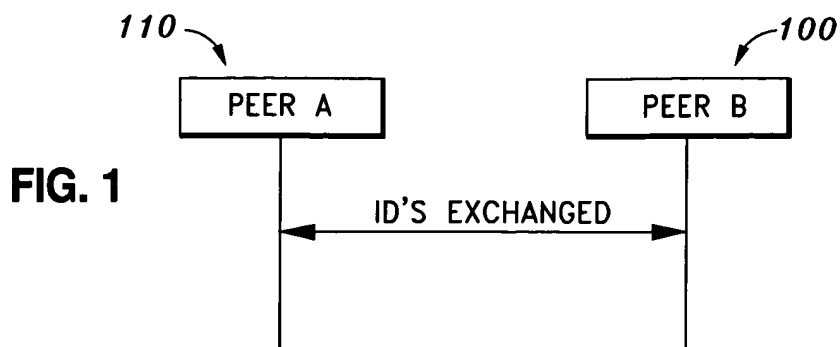 110
100
PEER A
PEER B
FIG. 1
ID'S EXCHANGED